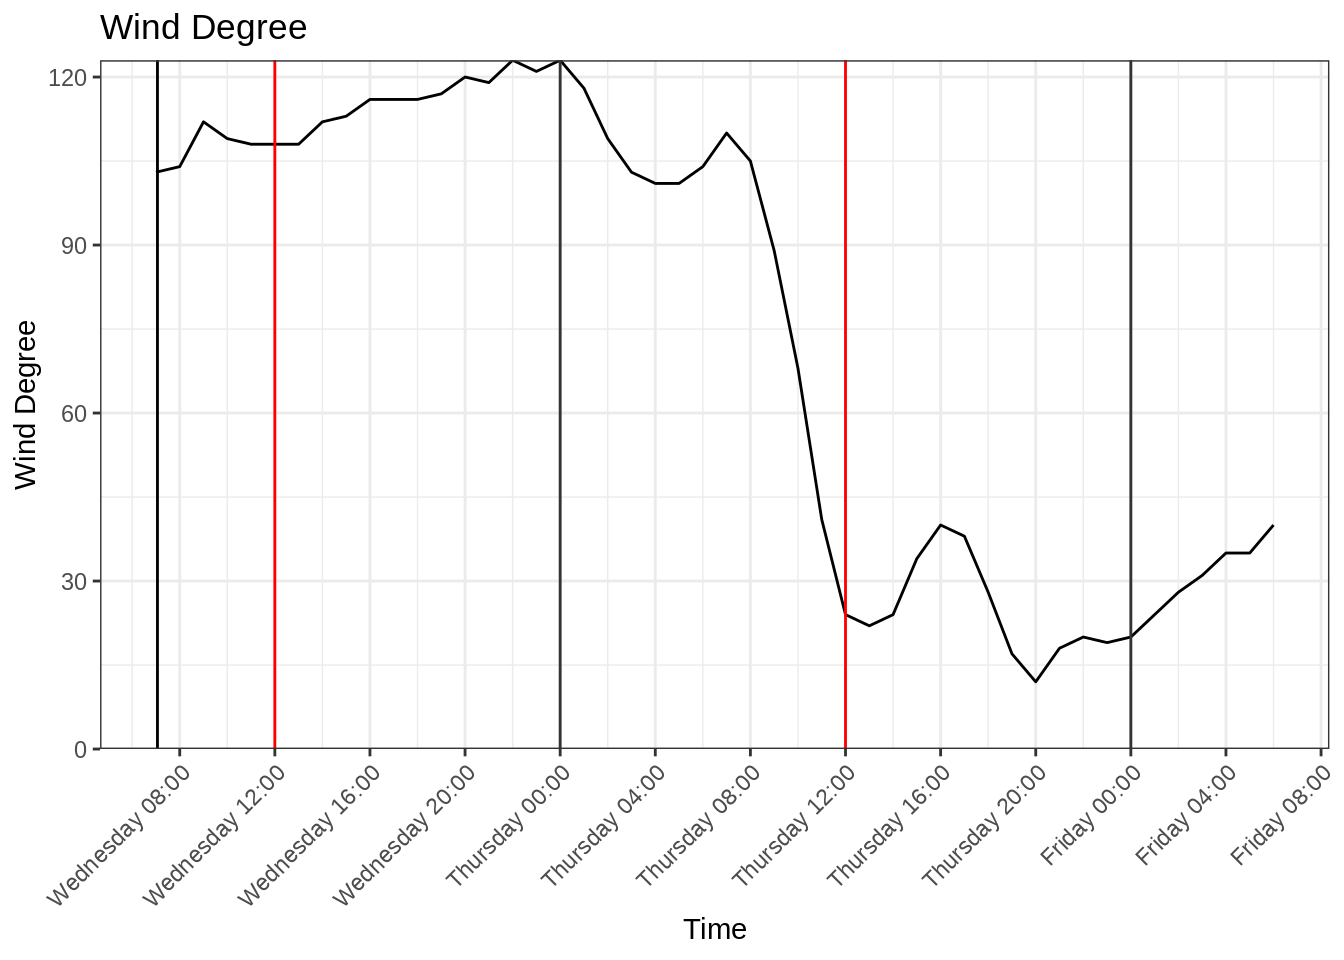 Wind Degree
120
90
60
30
0
Wind Degree
Wednesday 08:00
Wednesday 12:00
Wednesday 16:00
Wednesday 20:00
Thursday 00:00
Thursday 04:00
Thursday 08:00
Thursday 12:00
Thursday 16:00
Thursday 20:00
Friday 00:00
Friday 04:00
Friday 08:00
Time